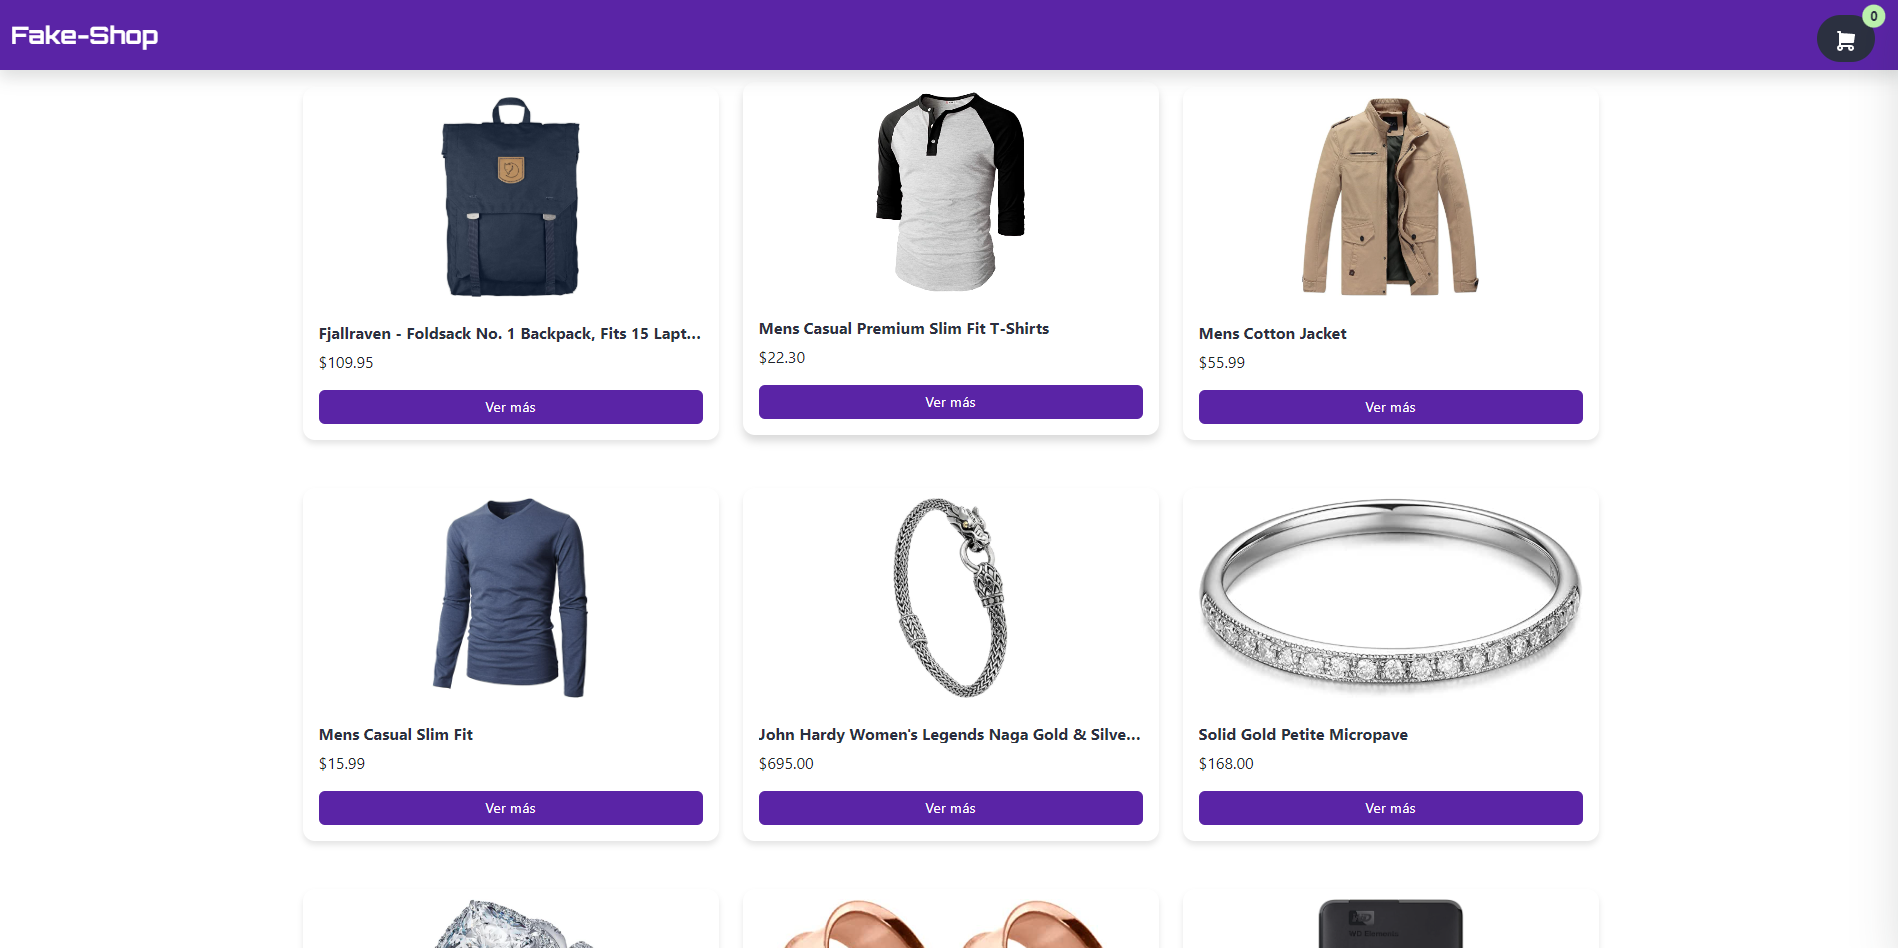 Fake-Shop
0
Fjallraven - Foldsack No. 1 Backpack, Fits 15 Lapt...
$109.95
Ver más
Mens Casual Premium Slim Fit T-Shirts
$22.30
Ver más
Mens Cotton Jacket
$55.99
Ver más
Mens Casual Slim Fit
$15.99
Ver más
John Hardy Women's Legends Naga Gold & Silve...
$695.00
Ver más
Solid Gold Petite Micropave
$168.00
Ver más
WD
WD Elements